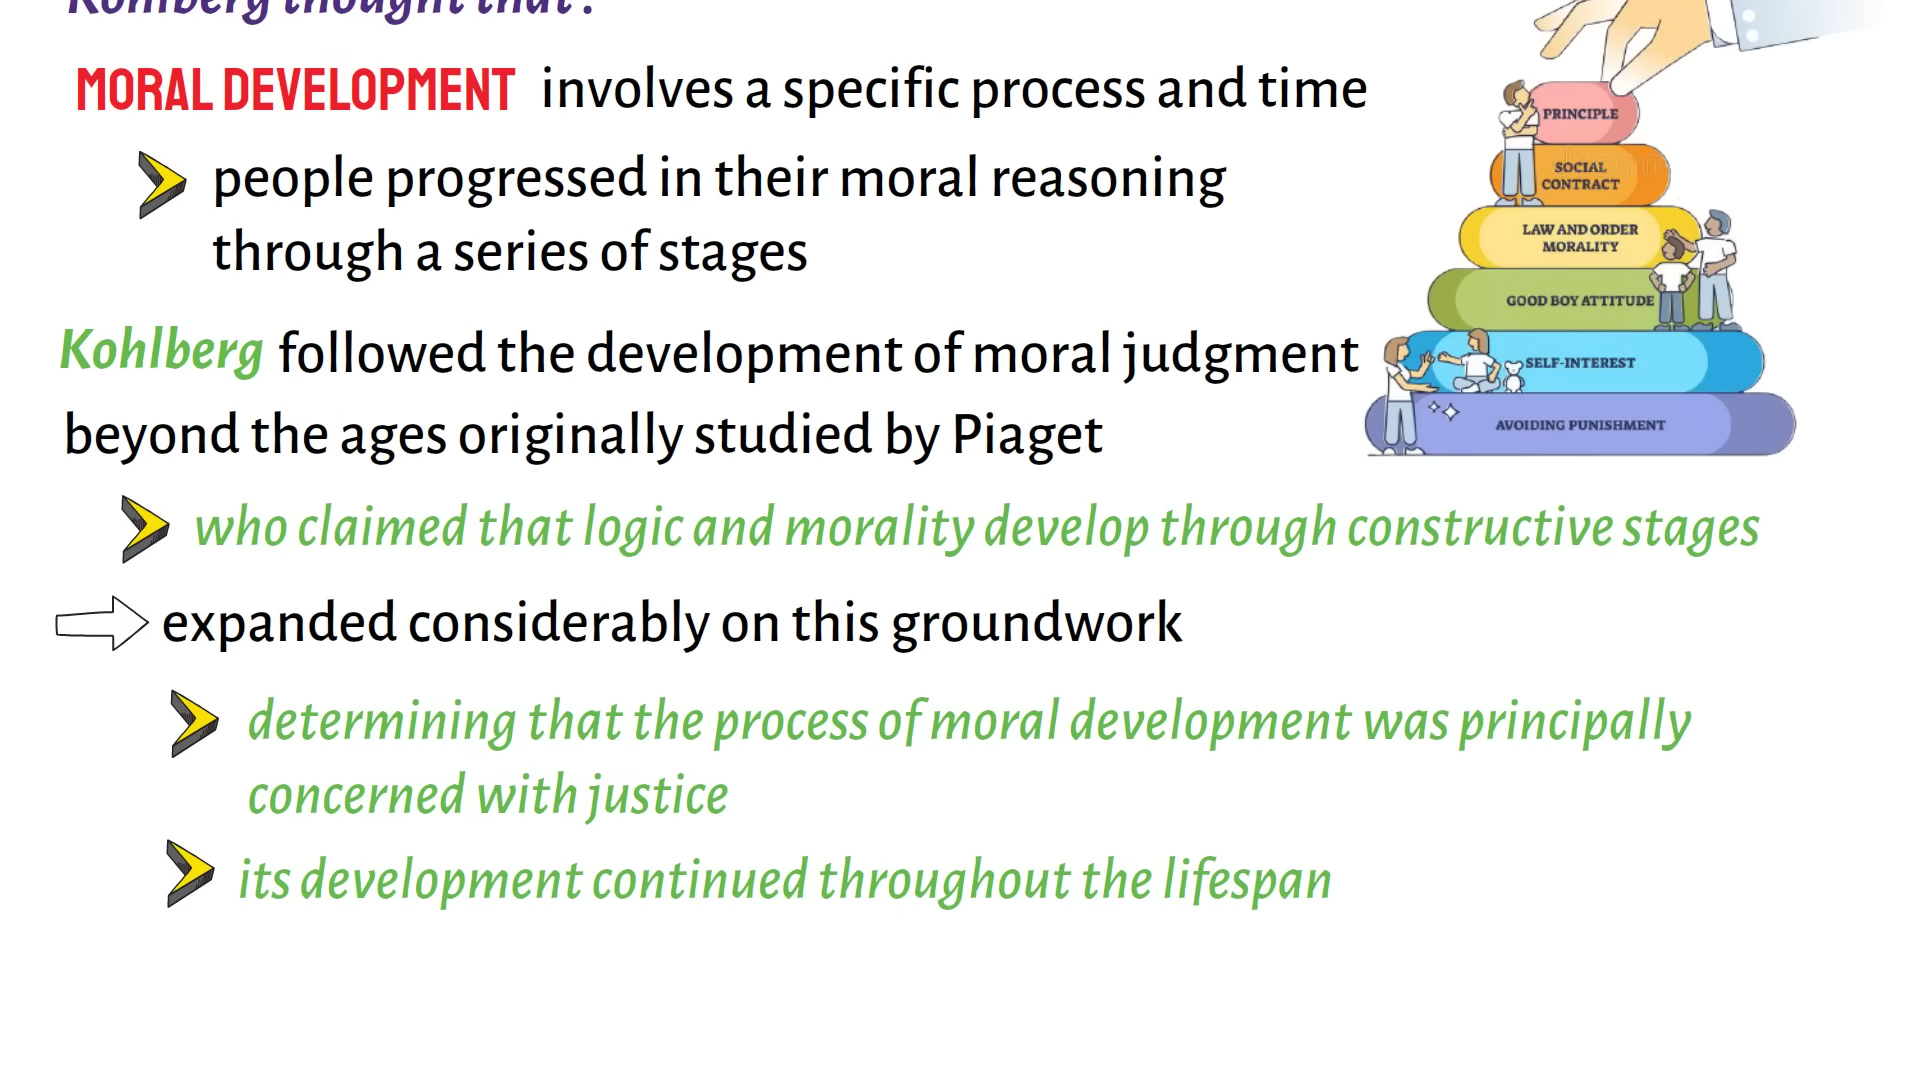 Kohlberg thought that :
MORAL DEVELOPMENT involves a specific process and time
people progressed in their moral reasoning
through a series of stages
Kohlberg followed the development of moral judgment
beyond the ages originally studied by Piaget
who claimed that logic and morality develop through constructive stages
expanded considerably on this groundwork
determining that the process of moral development was principally
concerned with justice
its development continued throughout the lifespan
PRINCIPLE
SOCIAL
CONTRACT
LAW AND ORDER
MORALITY
GOOD BOY ATTITUDE
SELF-INTEREST
AVOIDING PUNISHMENT